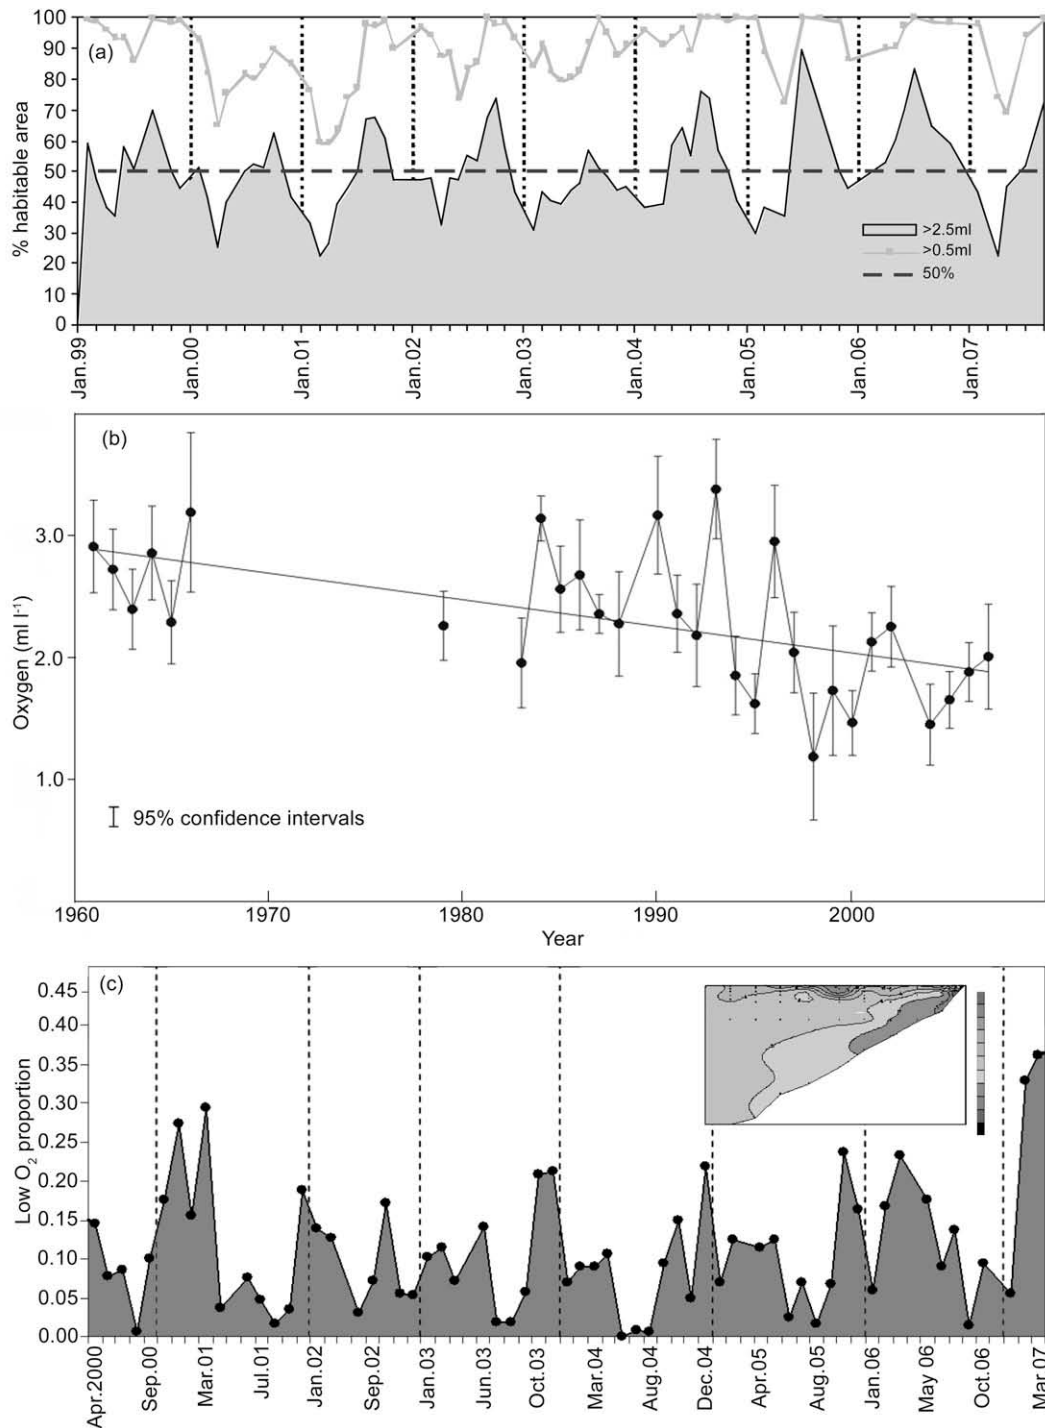 (a)
% habitable area
100
90
80
70
60
50
40
30
20
10
0
>2.5ml
>0.5ml
50%
Jan.99
Jan.00
Jan.01
Jan.02
Jan.03
Jan.04
Jan.05
Jan.06
Jan.07
(b)
Oxygen (ml l⁻¹)
3.0
2.0
1.0
95% confidence intervals
1960
1970
1980
1990
2000
Year
(c)
Low O₂ proportion
0.45
0.40
0.35
0.30
0.25
0.20
0.15
0.10
0.05
0.00
Apr.2000
Sep.00
Mar.01
Jul.01
Jan.02
Sep.02
Jan.03
Jun.03
Oct.03
Mar.04
Aug.04
Dec.04
Apr.05
Aug.05
Jan.06
May 06
Oct.06
Mar.07